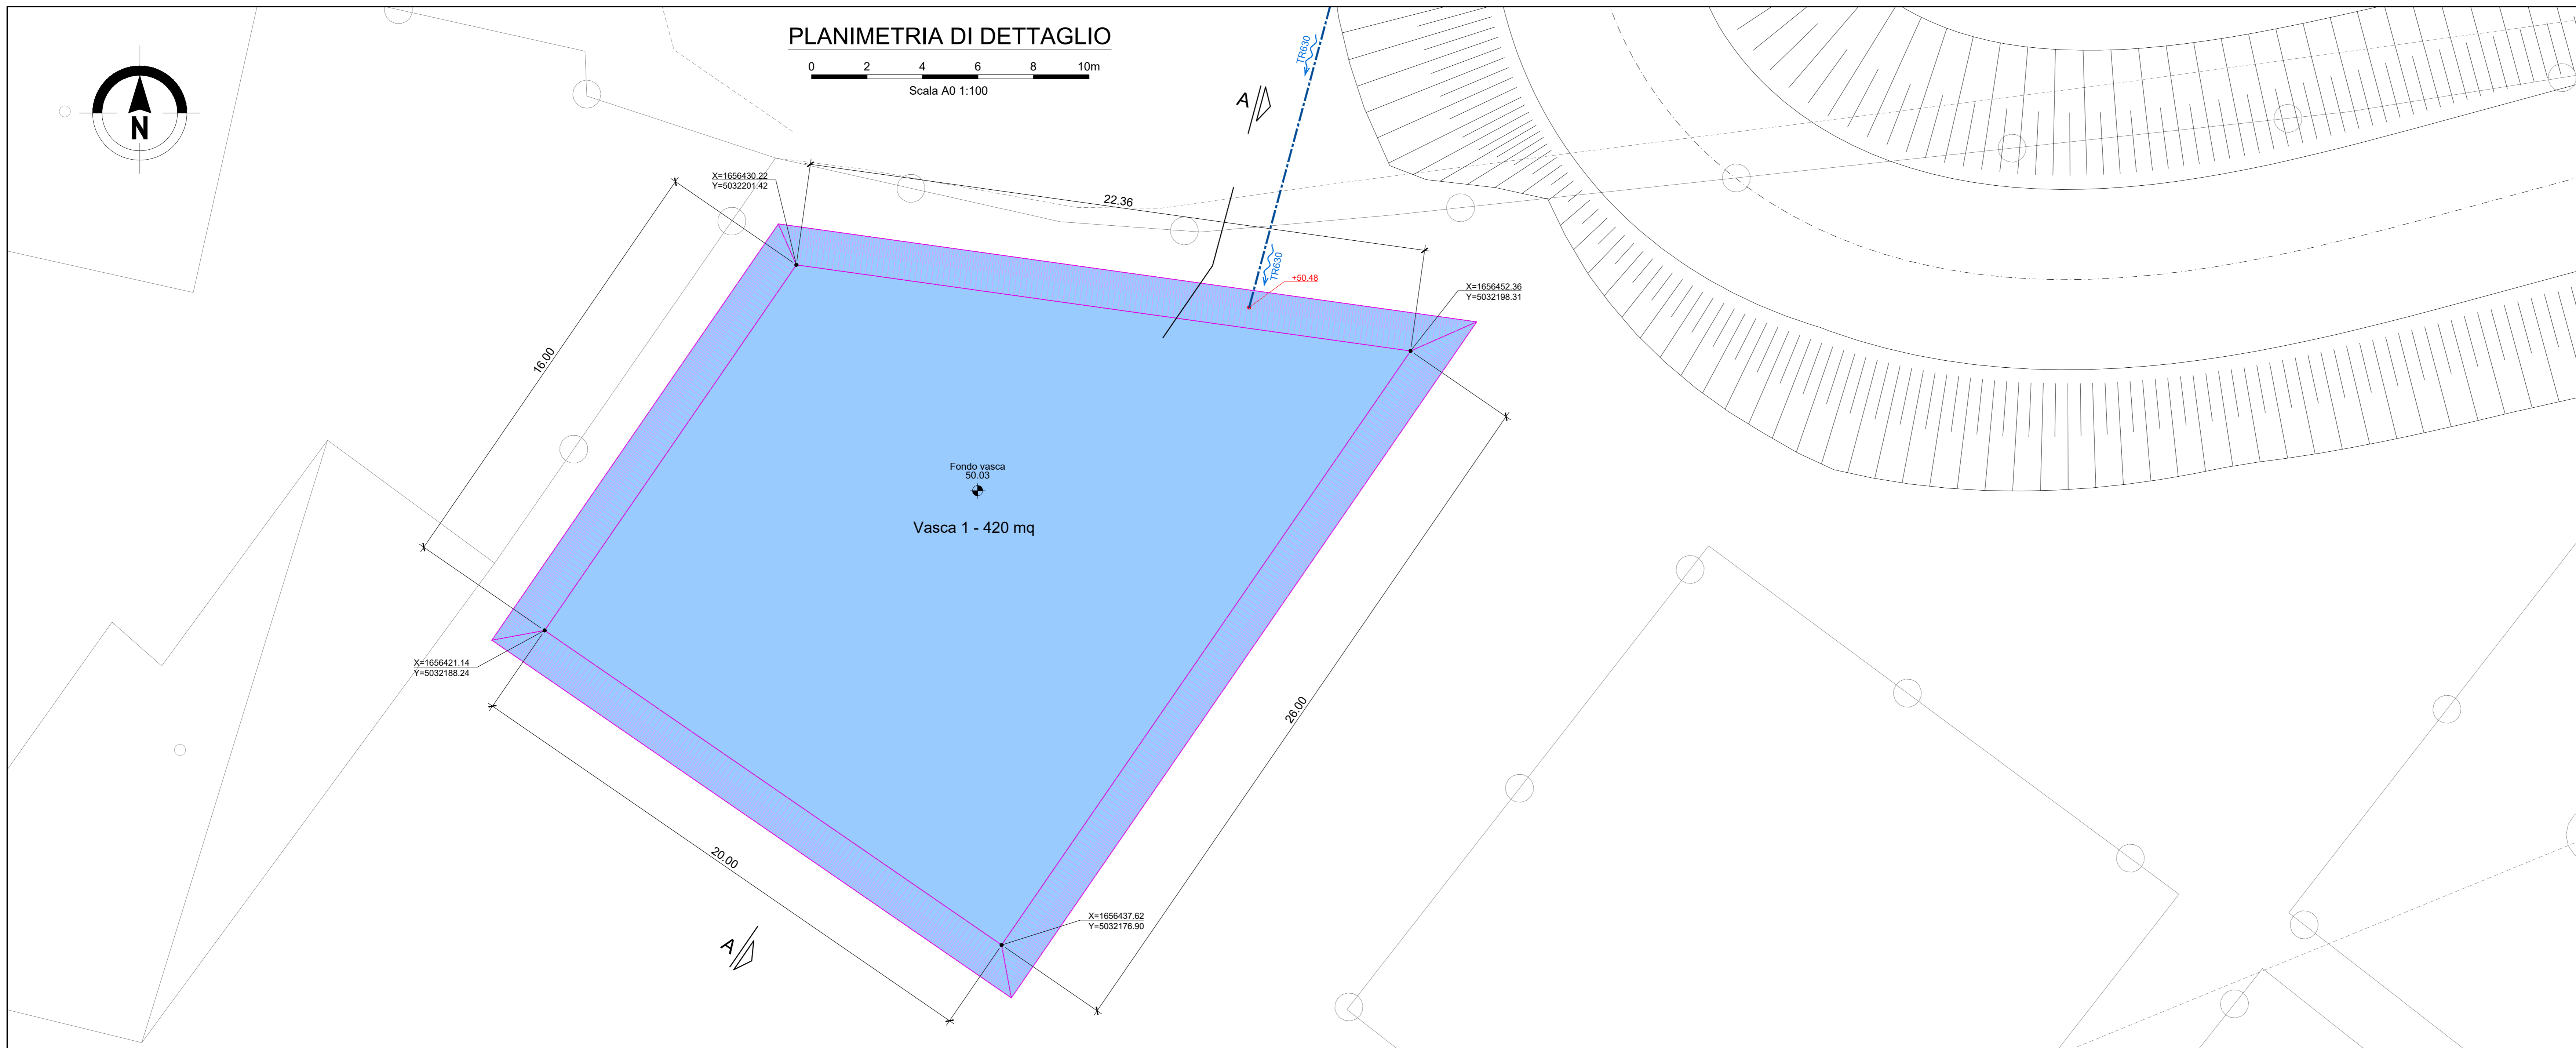 PLANIMETRIA DI DETTAGLIO
0 2 4 6 8 10m
Scala A0 1:100
N
TR630
A
X=1656430.22
Y=5032201.42
22.36
TR630
+50.48
X=1656452.36
Y=5032198.31
16.00
Fondo vasca
50.03
Vasca 1 - 420 mq
X=1656421.14
Y=5032188.24
26.00
20.00
X=1656437.62
Y=5032176.90
A